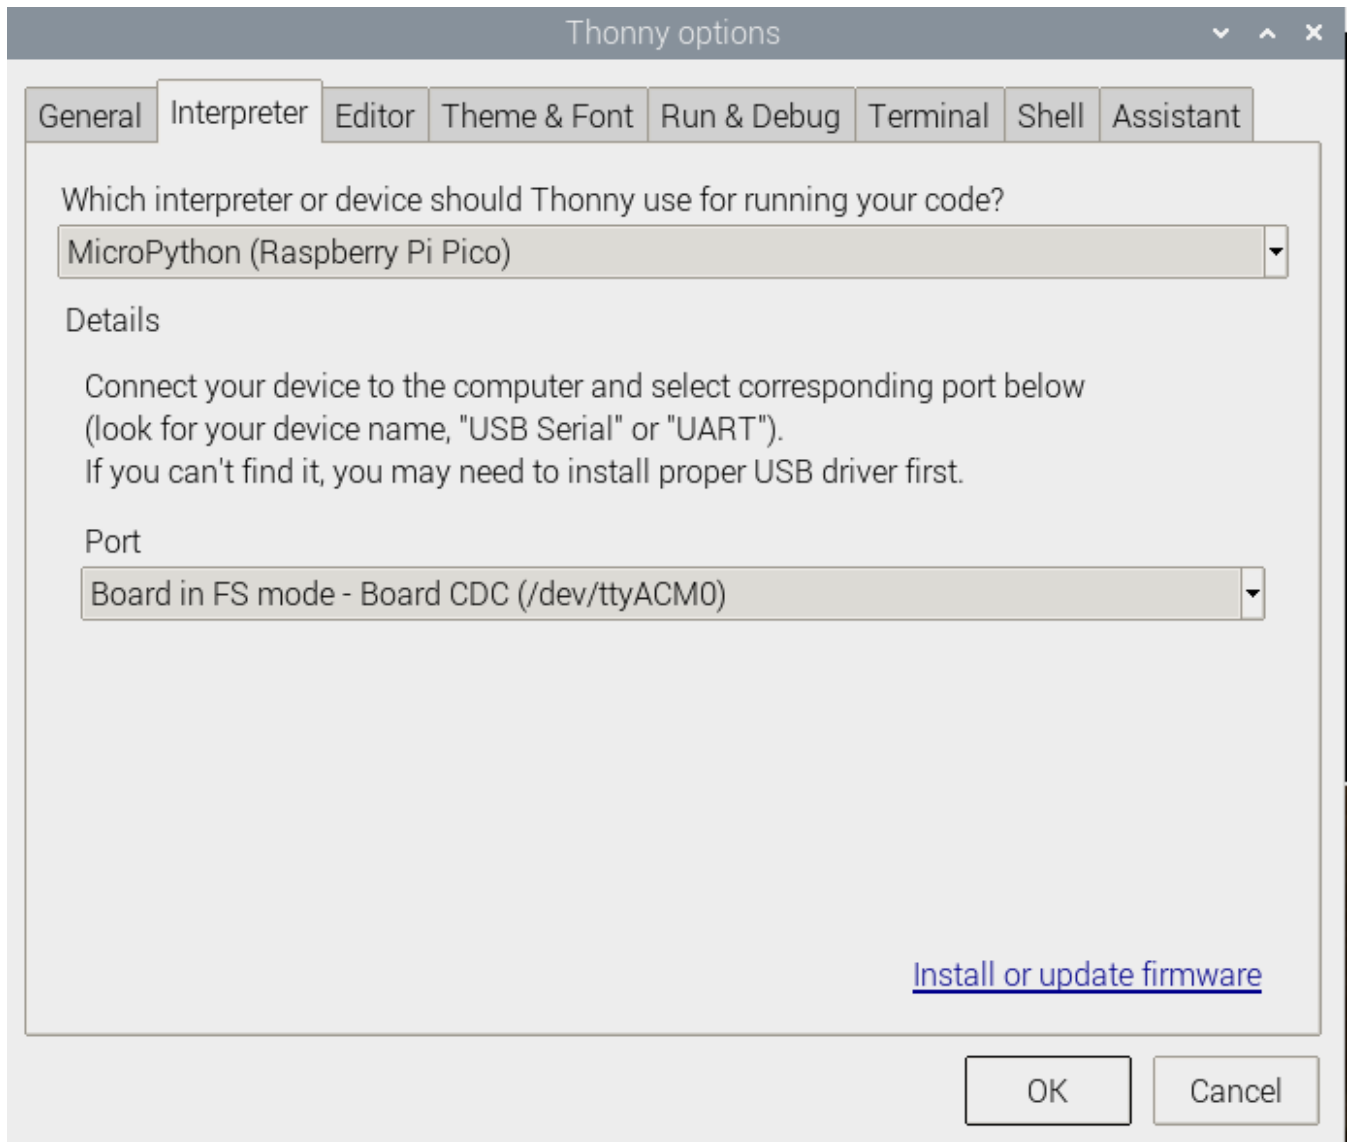 Thonny options
General Interpreter Editor Theme & Font Run & Debug Terminal Shell Assistant
Which interpreter or device should Thonny use for running your code?
MicroPython (Raspberry Pi Pico)
Details
Connect your device to the computer and select corresponding port below
(look for your device name, "USB Serial" or "UART").
If you can't find it, you may need to install proper USB driver first.
Port
Board in FS mode - Board CDC (/dev/ttyACM0)
Install or update firmware
OK Cancel